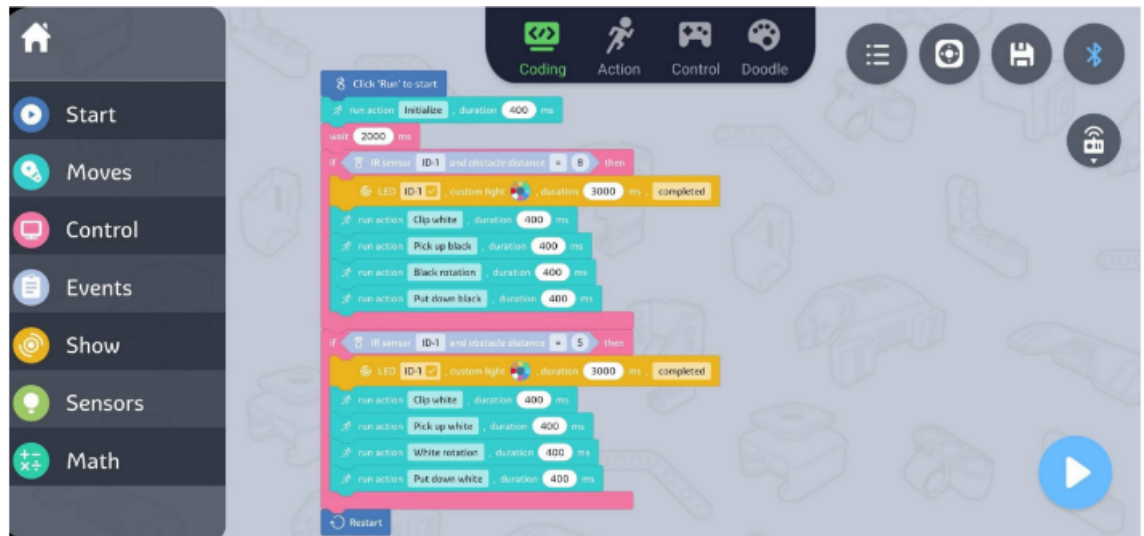 Coding Action Control Doodle
Start
Moves
Control
Events
Show
Sensors
Math
Click 'Run' to start
run action Initialize , duration 400 ms
wait 2000 ms
if IR sensor ID-1 and obstacle distance = 8 then
LED ID-1 , custom light , duration 3000 ms , completed
run action Clip white , duration 400 ms
run action Pick up black , duration 400 ms
run action Black rotation , duration 400 ms
run action Put down black , duration 400 ms
if IR sensor ID-1 and obstacle distance = 5 then
LED ID-1 , custom light , duration 3000 ms , completed
run action Clip white , duration 400 ms
run action Pick up white , duration 400 ms
run action White rotation , duration 400 ms
run action Put down white , duration 400 ms
Restart